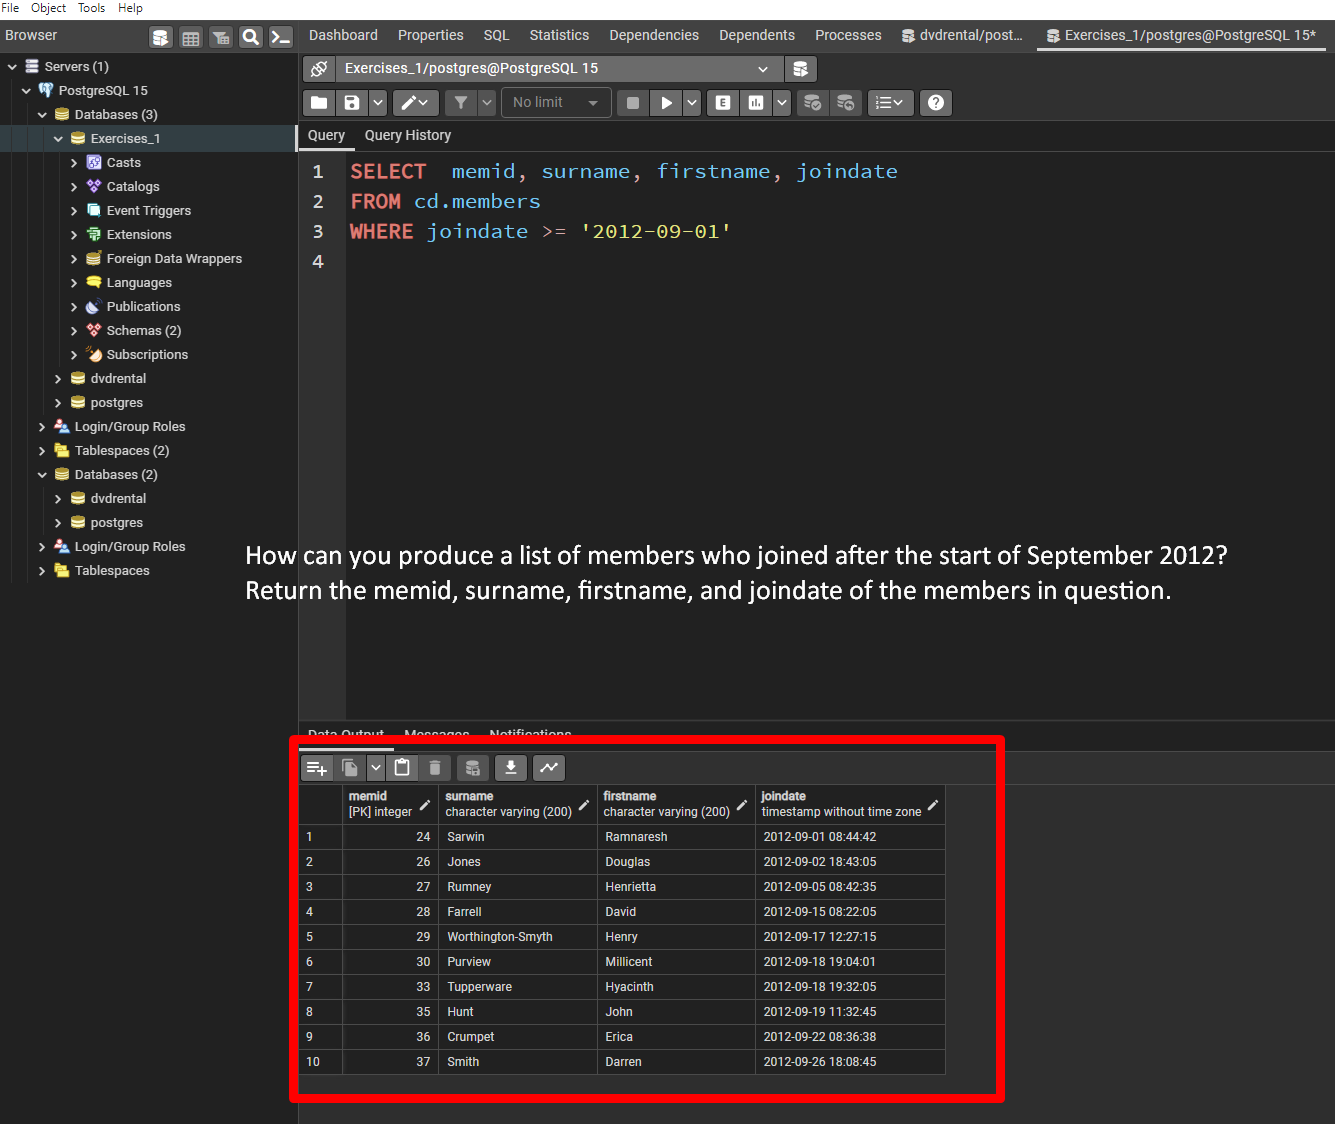 File Object Tools Help
Browser
Dashboard Properties SQL Statistics Dependencies Dependents Processes dvdrental/post... Exercises_1/postgres@PostgreSQL 15*
Servers (1)
PostgreSQL 15
Databases (3)
Exercises_1
Casts
Catalogs
Event Triggers
Extensions
Foreign Data Wrappers
Languages
Publications
Schemas (2)
Subscriptions
dvdrental
postgres
Login/Group Roles
Tablespaces (2)
Databases (2)
dvdrental
postgres
Login/Group Roles
Tablespaces
Exercises_1/postgres@PostgreSQL 15
No limit
E
Query Query History
1 SELECT  memid, surname, firstname, joindate
2 FROM cd.members
3 WHERE joindate >= '2012-09-01'
4
How can you produce a list of members who joined after the start of September 2012?
Return the memid, surname, firstname, and joindate of the members in question.
Data Output Messages Notifications
memid surname firstname joindate
[PK] integer character varying (200) character varying (200) timestamp without time zone
1 24 Sarwin Ramnaresh 2012-09-01 08:44:42
2 26 Jones Douglas 2012-09-02 18:43:05
3 27 Rumney Henrietta 2012-09-05 08:42:35
4 28 Farrell David 2012-09-15 08:22:05
5 29 Worthington-Smyth Henry 2012-09-17 12:27:15
6 30 Purview Millicent 2012-09-18 19:04:01
7 33 Tupperware Hyacinth 2012-09-18 19:32:05
8 35 Hunt John 2012-09-19 11:32:45
9 36 Crumpet Erica 2012-09-22 08:36:38
10 37 Smith Darren 2012-09-26 18:08:45